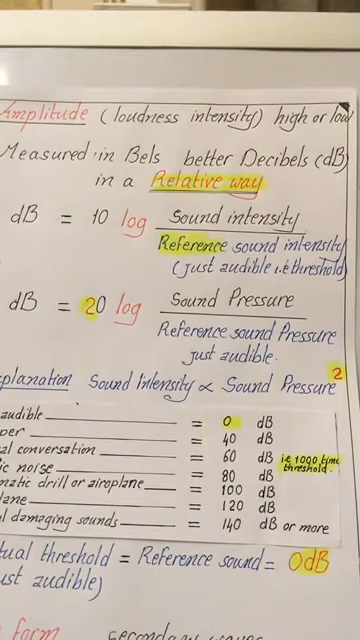 Amplitude (loudness intensity) high or low
Measured in Bels better Decibels (dB)
in a Relative way
dB = 10 log Sound intensity
Reference sound intensity
(just audible i.e threshold)
dB = 20 log Sound Pressure
Reference sound Pressure
just audible.
planation Sound Intensity ∝ Sound Pressure 2
audible = 0 dB
per = 40 dB
al conversation = 60 dB i.e 1000 time
ic noise = 80 dB threshold.
matic drill or airoplane = 100 dB
lane = 120 dB
l damaging sounds = 140 dB or more
tual threshold = Reference sound = 0dB
ust audible)
form secondary waves